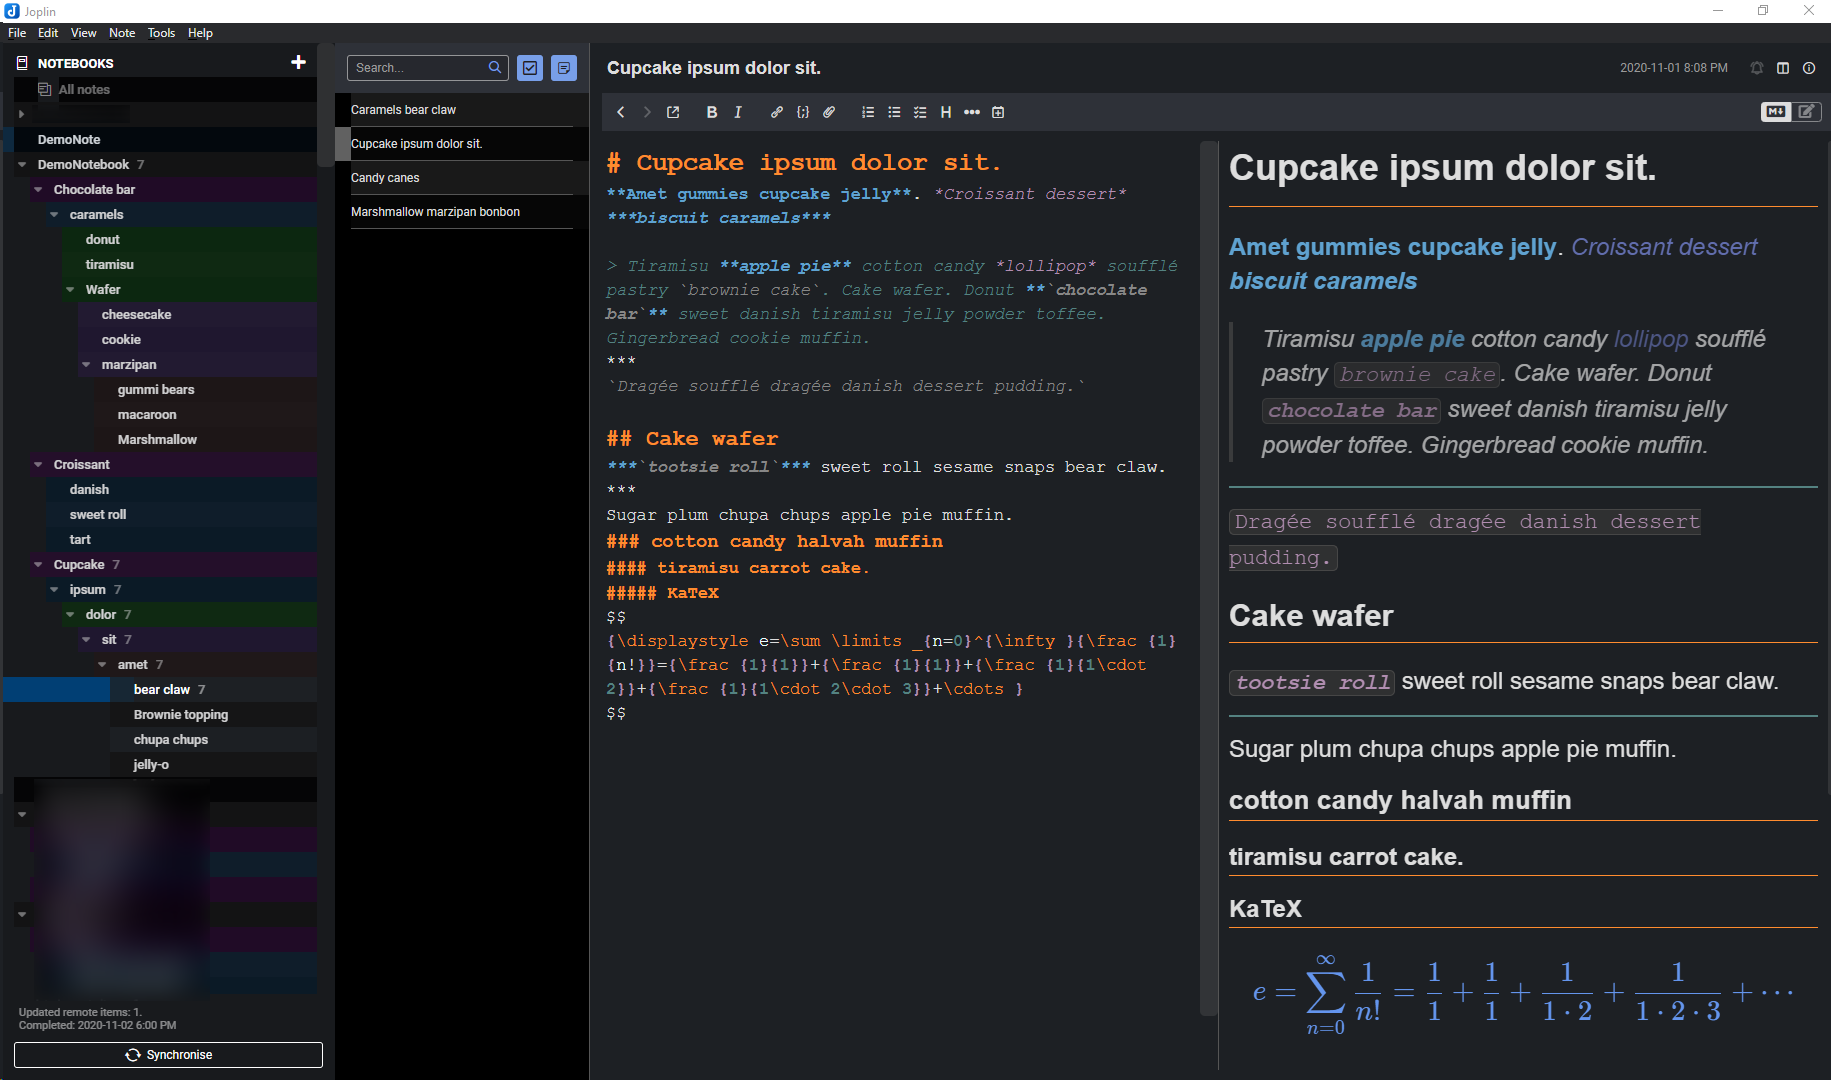 Joplin
File Edit View Note Tools Help
NOTEBOOKS
All notes
DemoNote
DemoNotebook 7
Chocolate bar
caramels
donut
tiramisu
Wafer
cheesecake
cookie
marzipan
gummi bears
macaroon
Marshmallow
Croissant
danish
sweet roll
tart
Cupcake 7
ipsum 7
dolor 7
sit 7
amet 7
bear claw 7
Brownie topping
chupa chups
jelly-o
Updated remote items: 1.
Completed: 2020-11-02 6:00 PM
Synchronise
Search...
Caramels bear claw
Cupcake ipsum dolor sit.
Candy canes
Marshmallow marzipan bonbon
Cupcake ipsum dolor sit.
2020-11-01 8:08 PM
# Cupcake ipsum dolor sit.
**Amet gummies cupcake jelly**. *Croissant dessert*
***biscuit caramels***
> Tiramisu **apple pie** cotton candy *lollipop* soufflé
pastry `brownie cake`. Cake wafer. Donut **`chocolate
bar`** sweet danish tiramisu jelly powder toffee.
Gingerbread cookie muffin.
***
`Dragée soufflé dragée danish dessert pudding.`
## Cake wafer
***`tootsie roll`*** sweet roll sesame snaps bear claw.
***
Sugar plum chupa chups apple pie muffin.
### cotton candy halvah muffin
#### tiramisu carrot cake.
##### KaTeX
$$
{\displaystyle e=\sum \limits _{n=0}^{\infty }{\frac {1}
{n!}}={\frac {1}{1}}+{\frac {1}{1}}+{\frac {1}{1\cdot
2}}+{\frac {1}{1\cdot 2\cdot 3}}+\cdots }
$$
Cupcake ipsum dolor sit.
Amet gummies cupcake jelly. Croissant dessert
biscuit caramels
Tiramisu apple pie cotton candy lollipop soufflé
pastry brownie cake. Cake wafer. Donut
chocolate bar sweet danish tiramisu jelly
powder toffee. Gingerbread cookie muffin.
Dragée soufflé dragée danish dessert
pudding.
Cake wafer
tootsie roll sweet roll sesame snaps bear claw.
Sugar plum chupa chups apple pie muffin.
cotton candy halvah muffin
tiramisu carrot cake.
KaTeX
e = ∑_{n=0}^{∞} 1/n! = 1/1 + 1/1 + 1/(1·2) + 1/(1·2·3) + ⋯